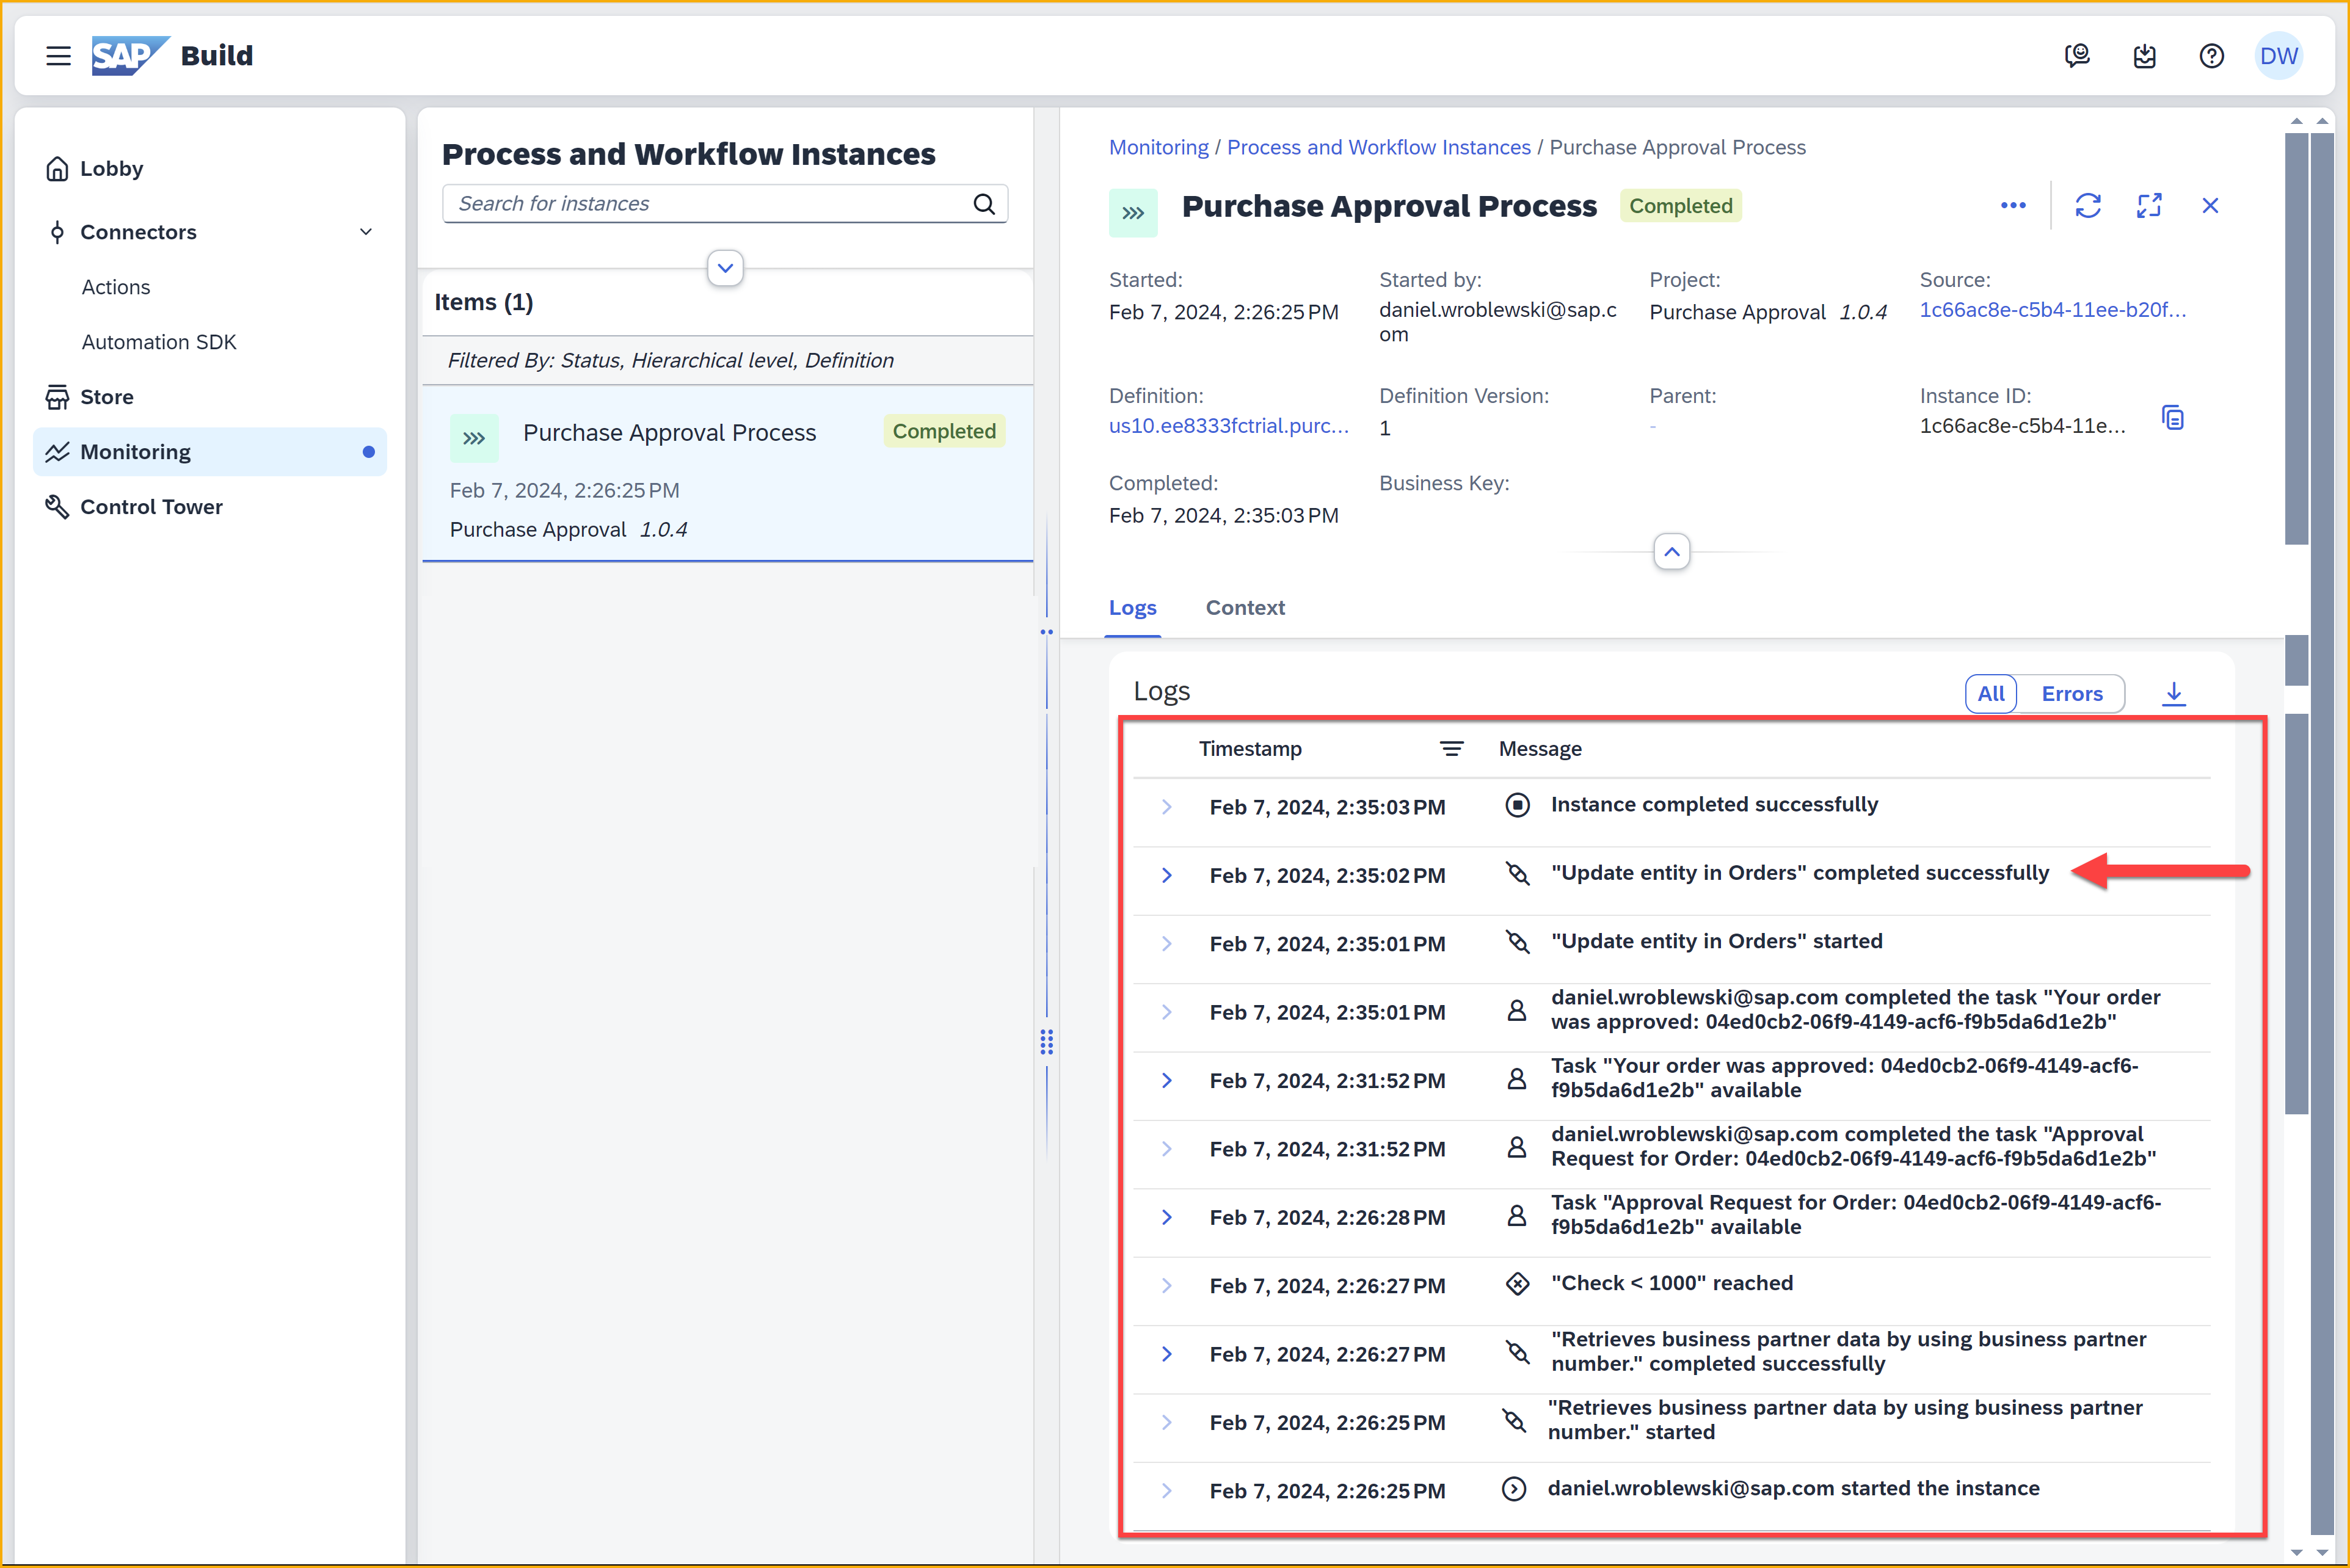 SAP Build
DW
Lobby
Connectors
Actions
Automation SDK
Store
Monitoring
Control Tower
Process and Workflow Instances
Search for instances
Items (1)
Filtered By: Status, Hierarchical level, Definition
Purchase Approval Process Completed
Feb 7, 2024, 2:26:25 PM
Purchase Approval 1.0.4
Monitoring / Process and Workflow Instances / Purchase Approval Process
Purchase Approval Process Completed
Started: Started by: Project: Source:
Feb 7, 2024, 2:26:25 PM daniel.wroblewski@sap.c Purchase Approval 1.0.4 1c66ac8e-c5b4-11ee-b20f...
om
Definition: Definition Version: Parent: Instance ID:
us10.ee8333fctrial.purc... 1 - 1c66ac8e-c5b4-11e...
Completed: Business Key:
Feb 7, 2024, 2:35:03 PM
Logs Context
Logs All Errors
Timestamp Message
Feb 7, 2024, 2:35:03 PM Instance completed successfully
Feb 7, 2024, 2:35:02 PM "Update entity in Orders" completed successfully
Feb 7, 2024, 2:35:01 PM "Update entity in Orders" started
Feb 7, 2024, 2:35:01 PM daniel.wroblewski@sap.com completed the task "Your order
was approved: 04ed0cb2-06f9-4149-acf6-f9b5da6d1e2b"
Feb 7, 2024, 2:31:52 PM Task "Your order was approved: 04ed0cb2-06f9-4149-acf6-
f9b5da6d1e2b" available
Feb 7, 2024, 2:31:52 PM daniel.wroblewski@sap.com completed the task "Approval
Request for Order: 04ed0cb2-06f9-4149-acf6-f9b5da6d1e2b"
Feb 7, 2024, 2:26:28 PM Task "Approval Request for Order: 04ed0cb2-06f9-4149-acf6-
f9b5da6d1e2b" available
Feb 7, 2024, 2:26:27 PM "Check < 1000" reached
Feb 7, 2024, 2:26:27 PM "Retrieves business partner data by using business partner
number." completed successfully
Feb 7, 2024, 2:26:25 PM "Retrieves business partner data by using business partner
number." started
Feb 7, 2024, 2:26:25 PM daniel.wroblewski@sap.com started the instance